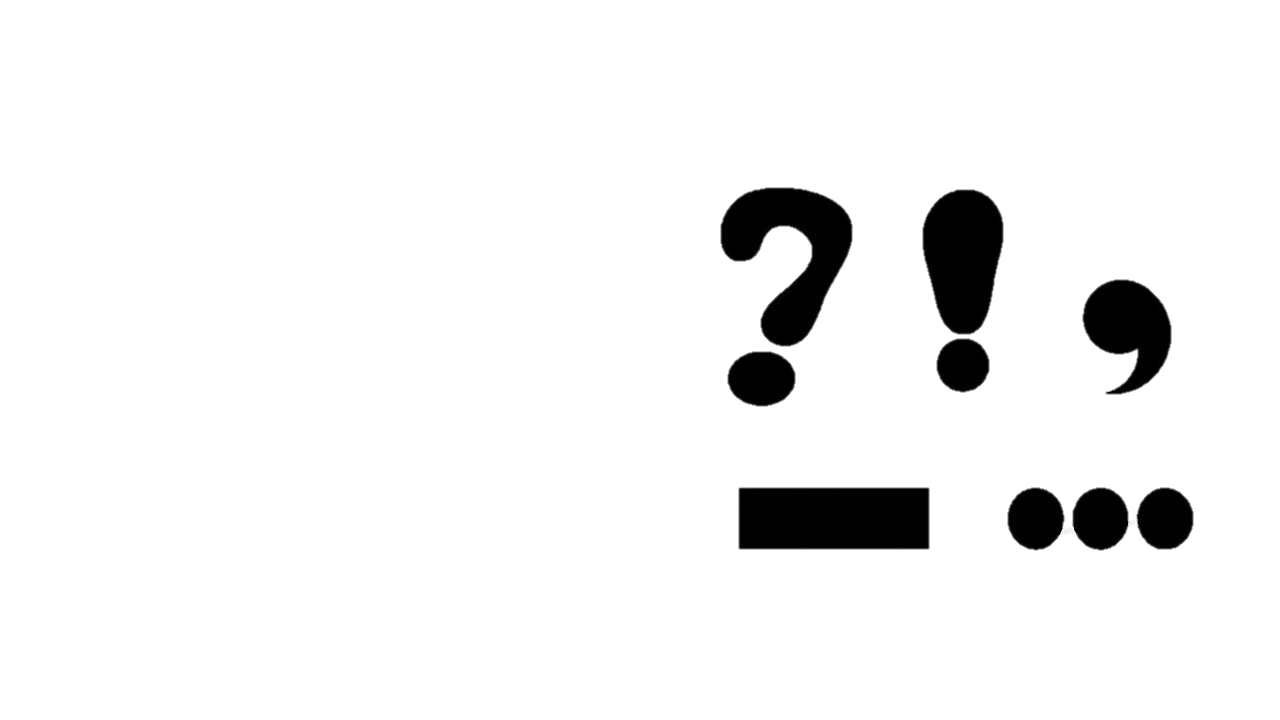 ? ! ,
— ...